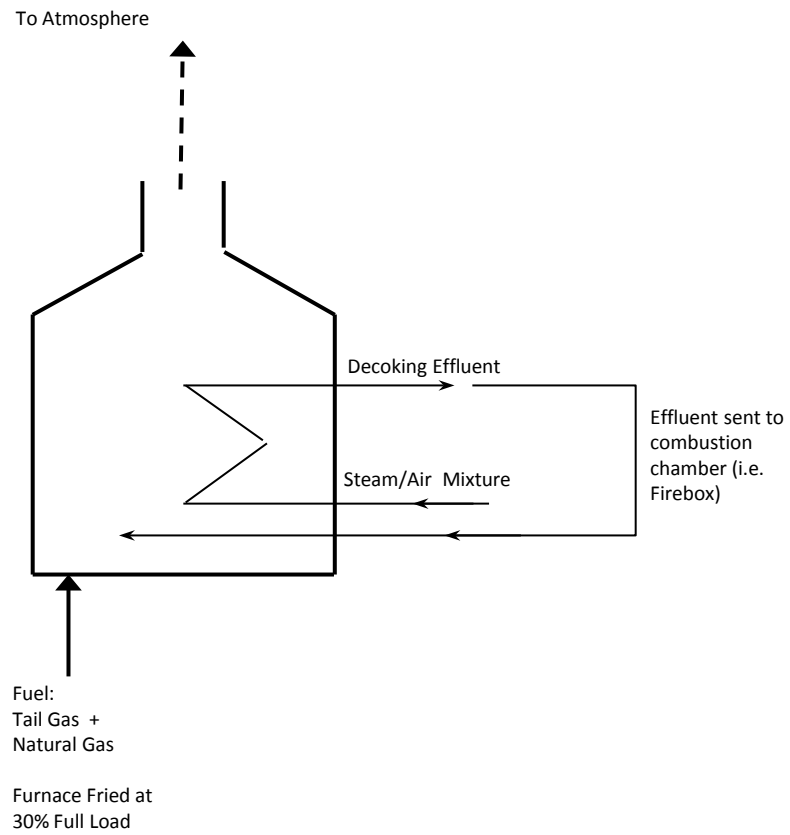 To Atmosphere
Decoking Effluent
Effluent sent to
combustion
chamber (i.e.
Firebox)
Steam/Air  Mixture
Fuel:
Tail Gas  +
Natural Gas
Furnace Fried at
30% Full Load